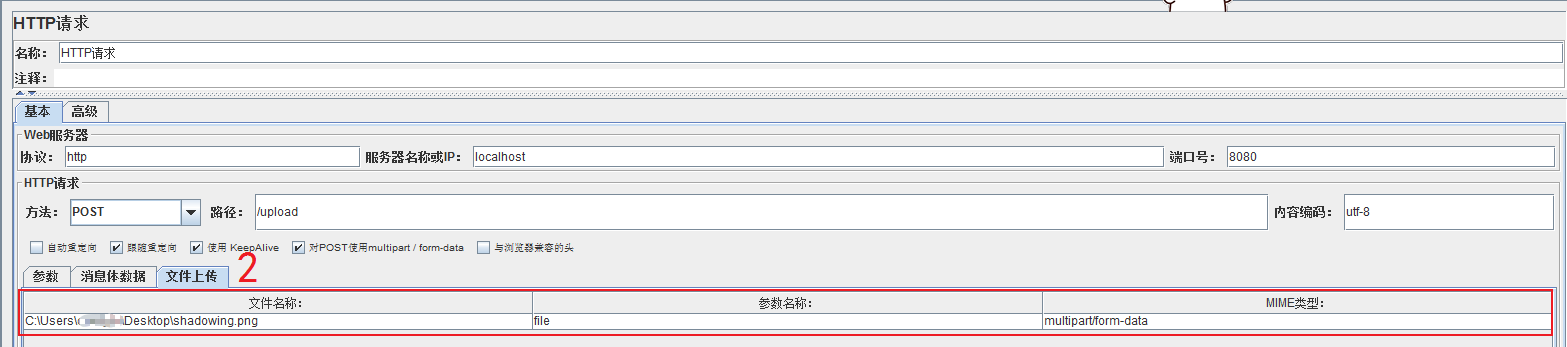 HTTP请求
名称： HTTP请求
注释：
基本 高级
Web服务器
协议： http 服务器名称或IP： localhost 端口号： 8080
HTTP请求
方法： POST 路径： /upload 内容编码： utf-8
自动重定向 跟随重定向 使用 KeepAlive 对POST使用multipart / form-data 与浏览器兼容的头
参数 消息体数据 文件上传 2
文件名称： 参数名称： MIME类型：
C:\Users\ \Desktop\shadowing.png file multipart/form-data